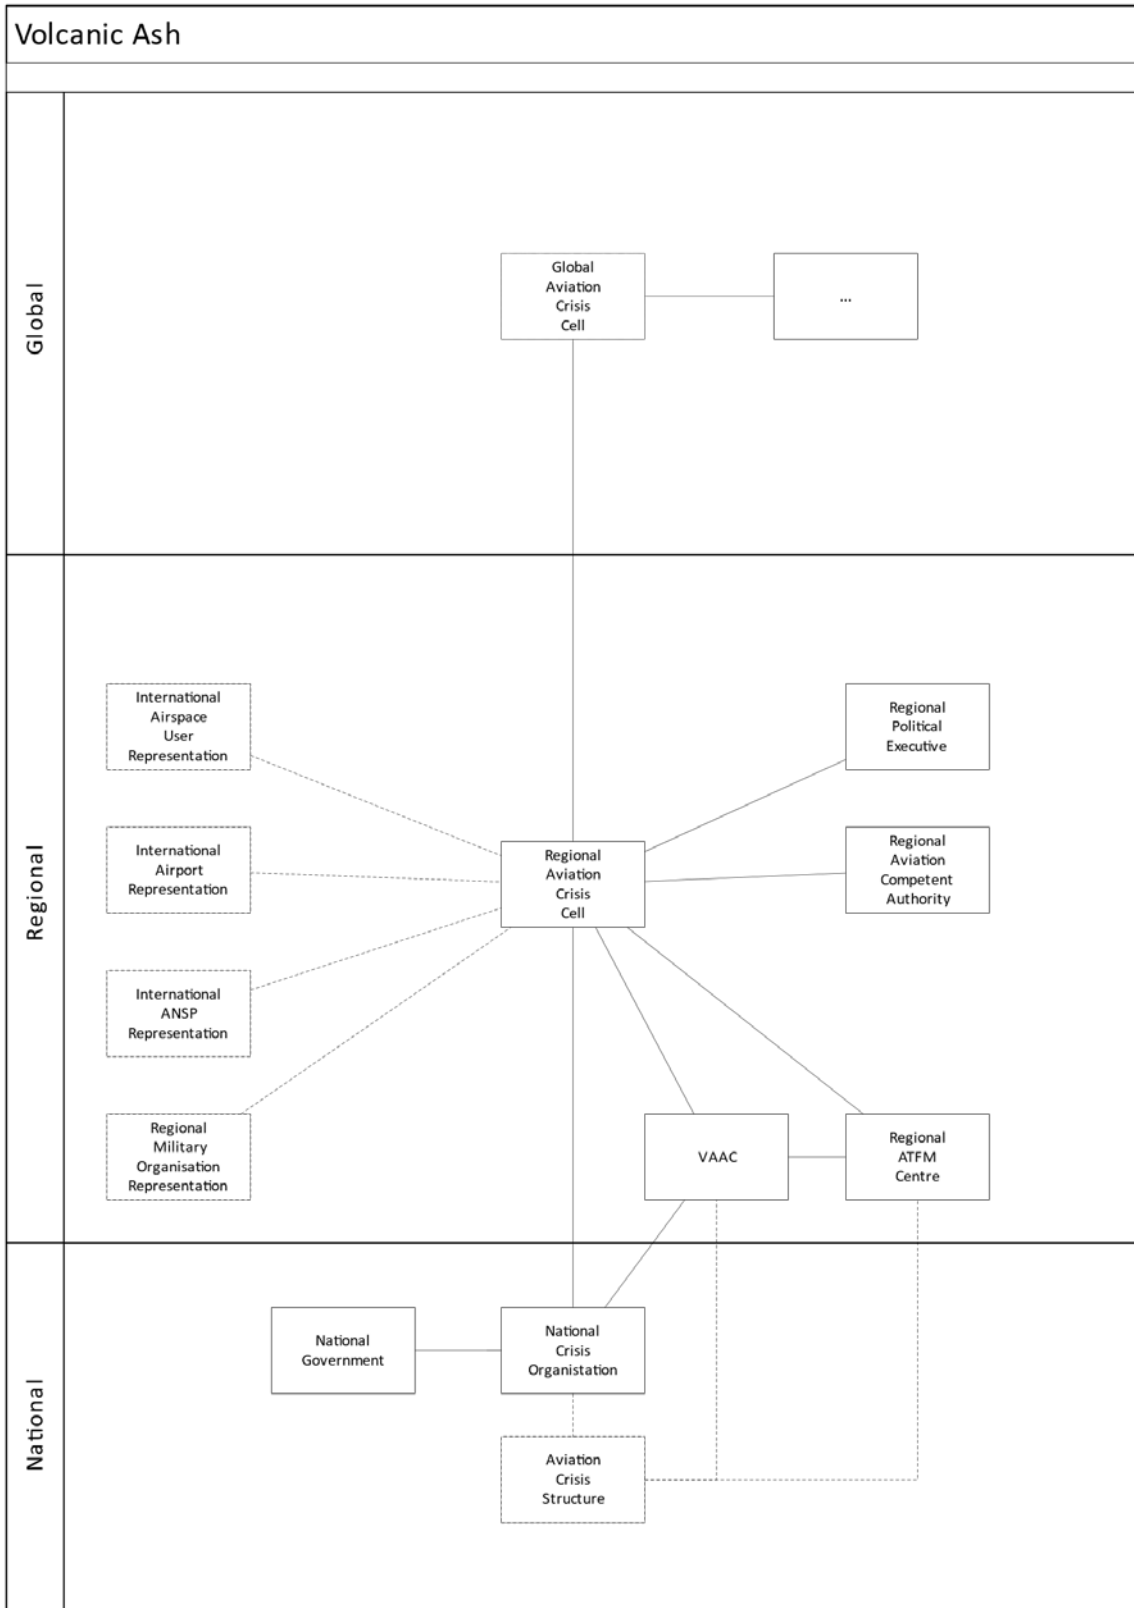 Volcanic Ash
Global
Global
Aviation
Crisis
Cell
...
Regional
International
Airspace
User
Representation
Regional
Political
Executive
International
Airport
Representation
Regional
Aviation
Crisis
Cell
Regional
Aviation
Competent
Authority
International
ANSP
Representation
Regional
Military
Organisation
Representation
VAAC
Regional
ATFM
Centre
National
National
Government
National
Crisis
Organistation
Aviation
Crisis
Structure